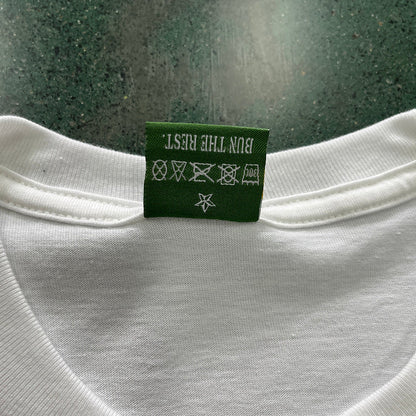 BUN THE REST.